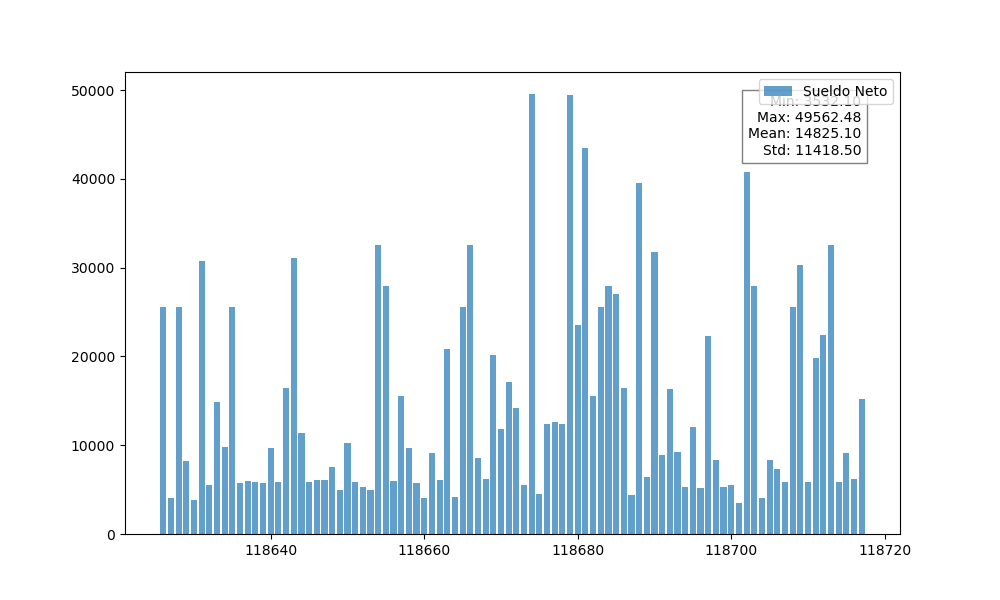 50000
40000
30000
20000
10000
0
Sueldo Neto
Min: 3532.10
Max: 49562.48
Mean: 14825.10
Std: 11418.50
118640 118660 118680 118700 118720